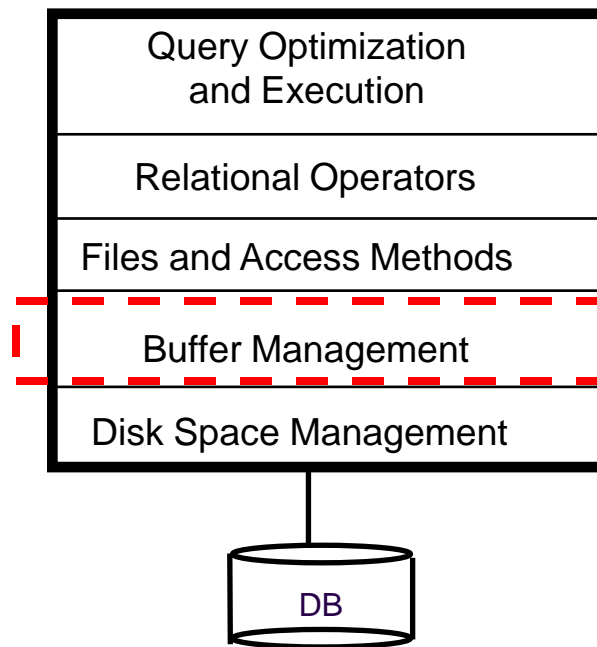 Query Optimization
and Execution
Relational Operators
Files and Access Methods
Buffer Management
Disk Space Management
DB